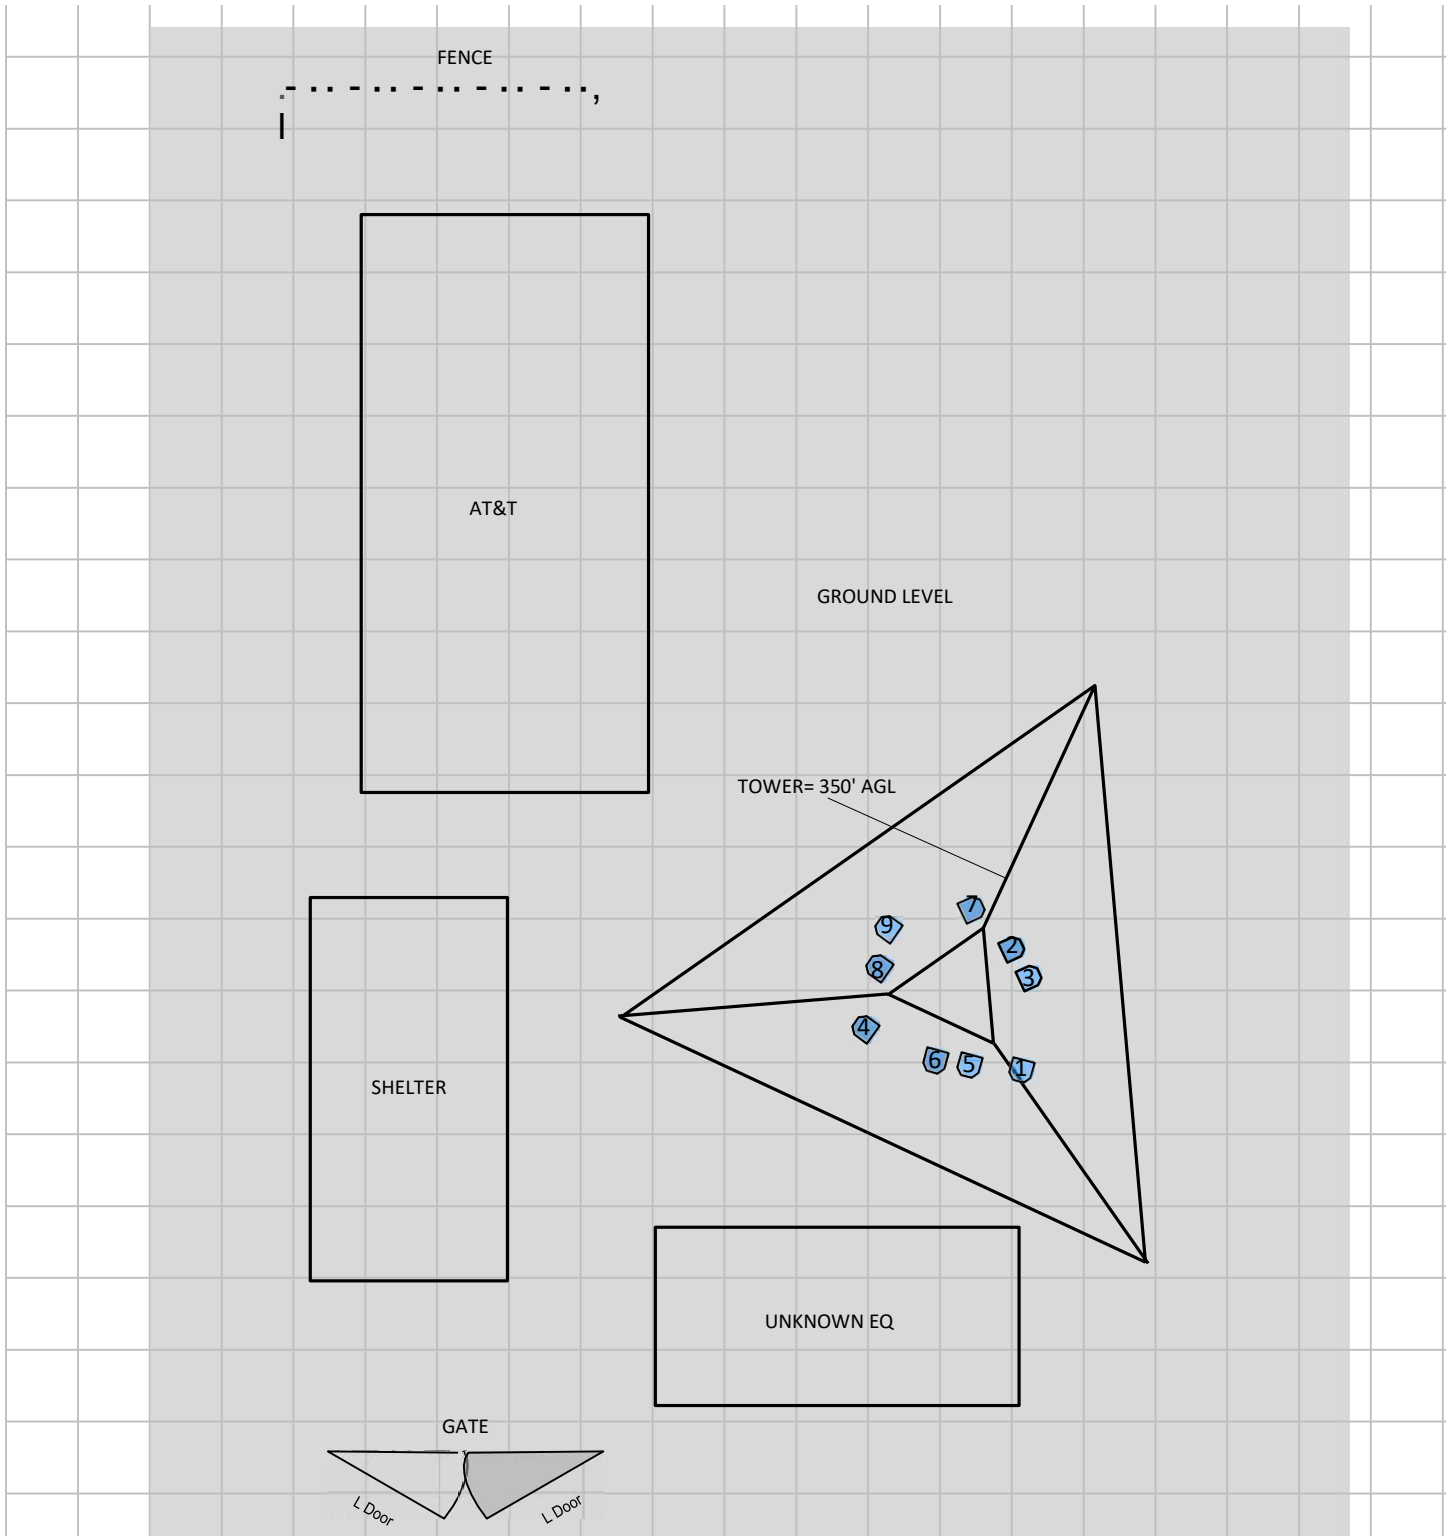 FENCE
AT&T
GROUND LEVEL
TOWER= 350' AGL
7
9
2
8
3
4
6
5
1
SHELTER
UNKNOWN EQ
GATE
L Door
L Door